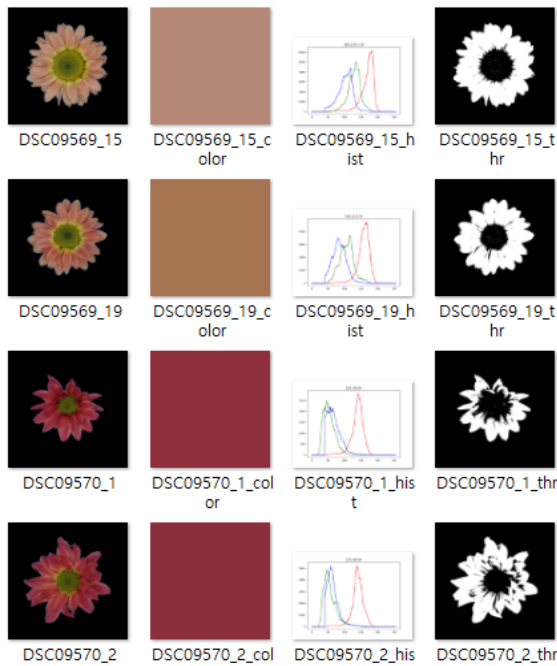 DSC09569_15
DSC09569_15_c
olor
DSC09569_15_h
ist
DSC09569_15_t
hr
DSC09569_19
DSC09569_19_c
olor
DSC09569_19_h
ist
DSC09569_19_t
hr
DSC09570_1
DSC09570_1_col
or
DSC09570_1_his
t
DSC09570_1_thr
DSC09570_2
DSC09570_2_col
DSC09570_2_his
DSC09570_2_thr